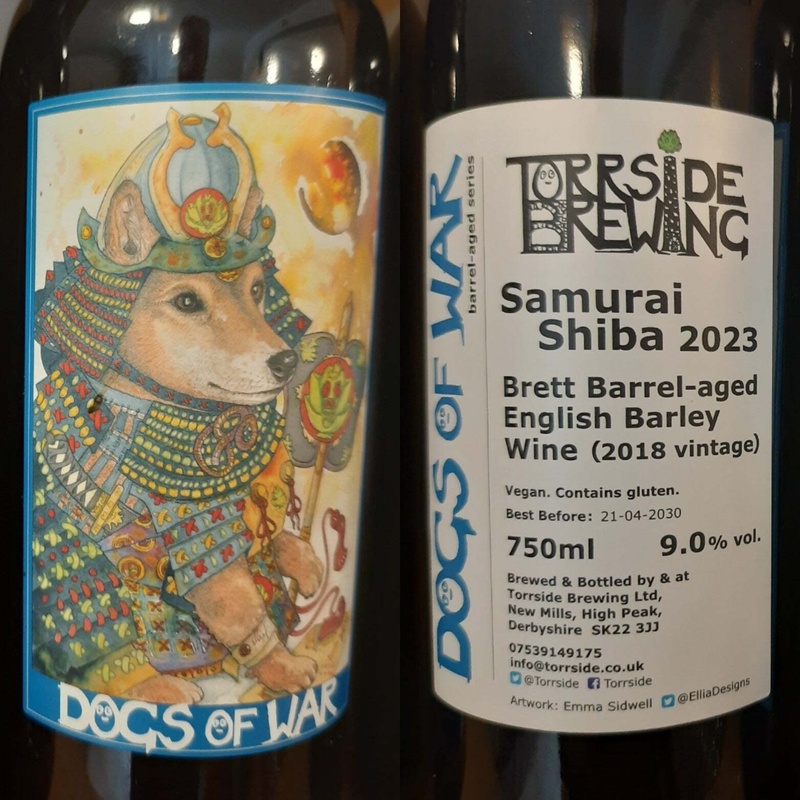 DOGS OF WAR
DOGS OF WAR
barrel-aged series
TORRSIDE
BREWING
Samurai
Shiba 2023
Brett Barrel-aged
English Barley
Wine (2018 vintage)
Vegan. Contains gluten.
Best Before: 21-04-2030
750ml 9.0% vol.
Brewed & Bottled by & at
Torrside Brewing Ltd,
New Mills, High Peak,
Derbyshire SK22 3JJ
07539149175
info@torrside.co.uk
@Torrside Torrside
Artwork: Emma Sidwell @ElliaDesigns